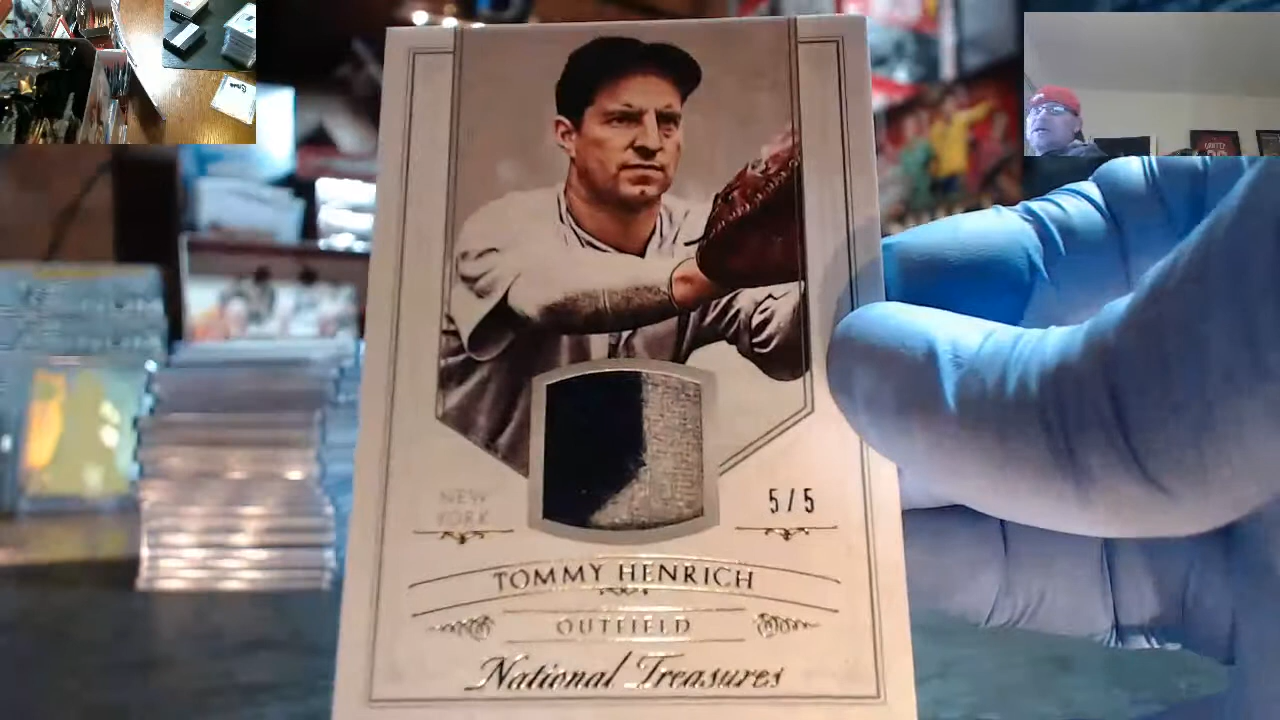 NEW
YORK
5/5
TOMMY HENRICH
OUTFIELD
National Treasures